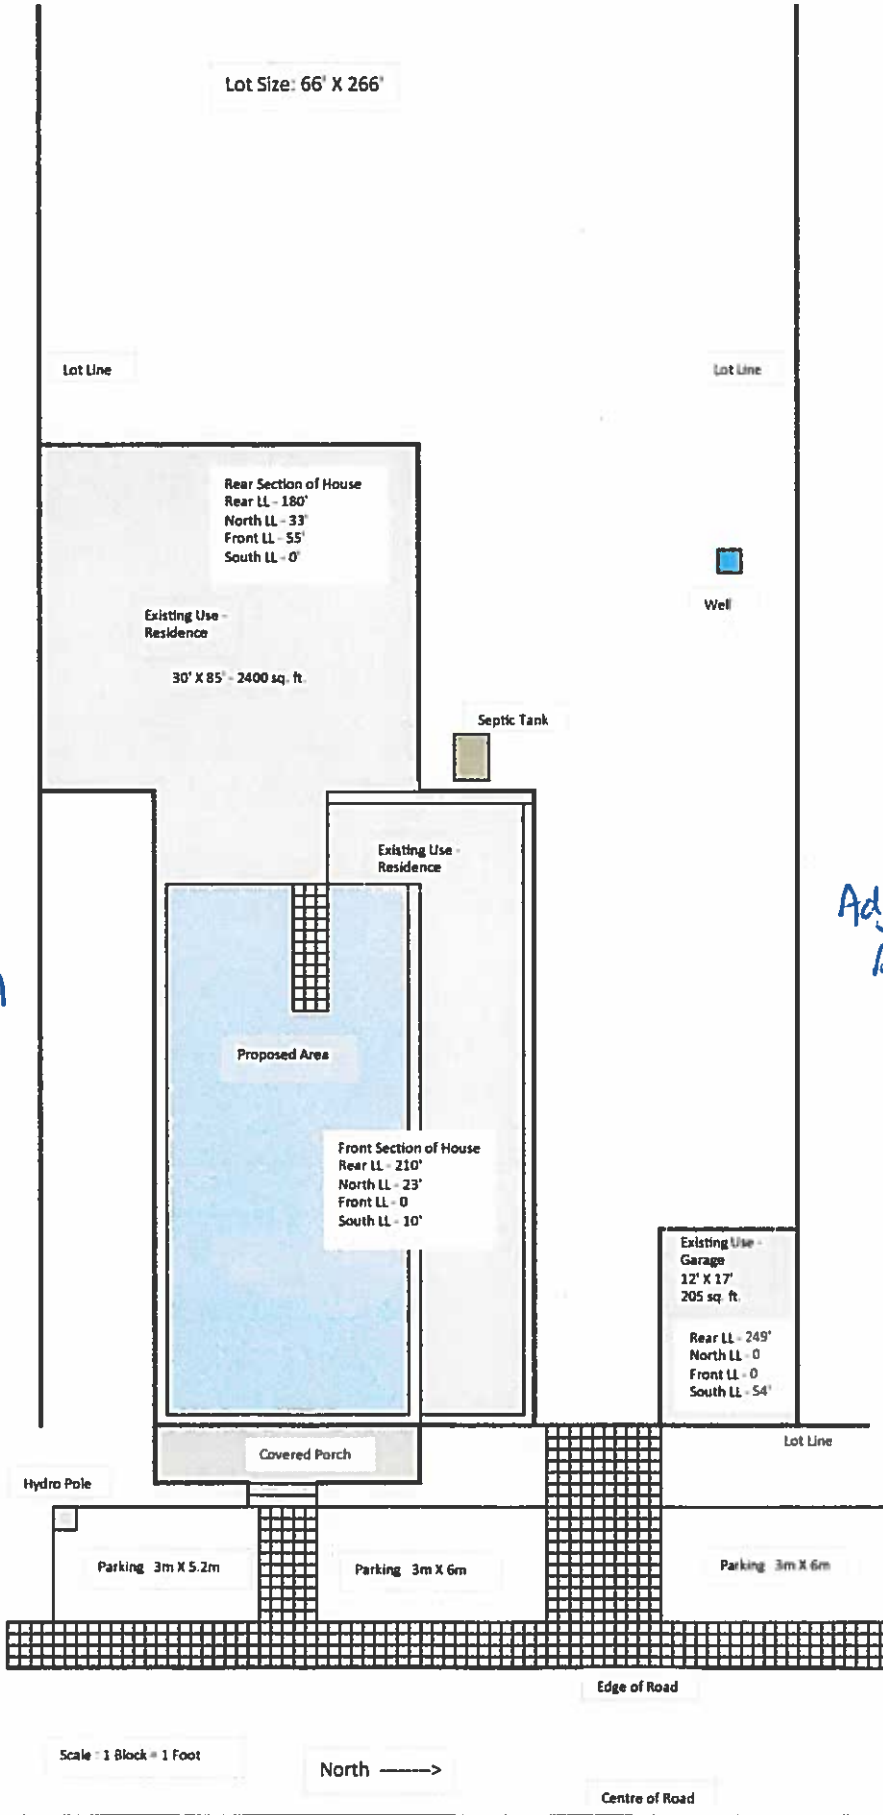 Lot Size: 66' X 266'
Lot Line
Lot Line
Rear Section of House
Rear LL - 180'
North LL - 33'
Front LL - 55'
South LL - 0'
Well
Existing Use -
Residence
30' X 85' - 2400 sq. ft.
Septic Tank
Existing Use -
Residence
Proposed Area
Front Section of House
Rear LL - 210'
North LL - 23'
Front LL - 0
South LL - 10'
Existing Use -
Garage
12' X 17'
205 sq. ft.
Rear LL - 249'
North LL - 0
Front LL - 0
South LL - 54'
Lot Line
Covered Porch
Hydro Pole
Parking 3m X 5.2m
Parking 3m X 6m
Parking 3m X 6m
Edge of Road
Scale : 1 Block = 1 Foot
North ------>
Centre of Road